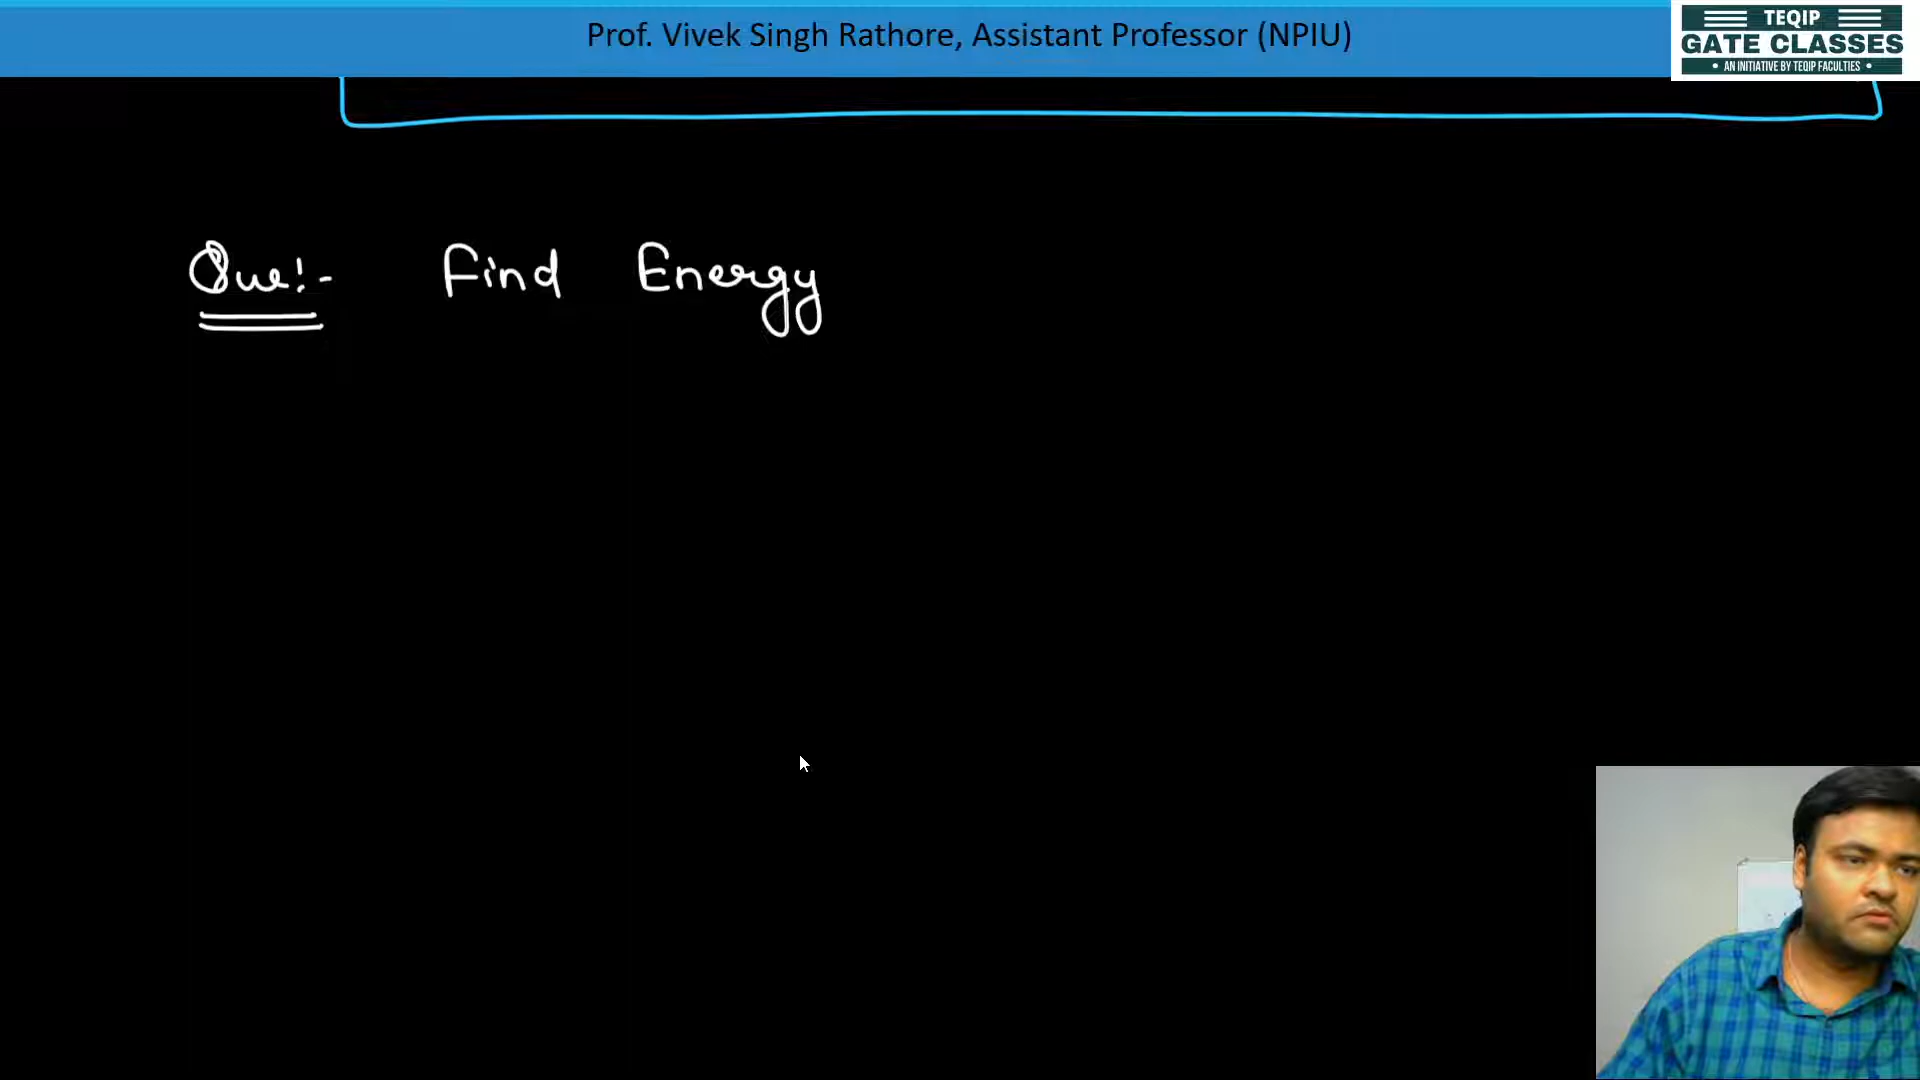 Prof. Vivek Singh Rathore, Assistant Professor (NPIU)
TEQIP
GATE CLASSES
• AN INITIATIVE BY TEQIP FACULTIES •
Que:- Find Energy